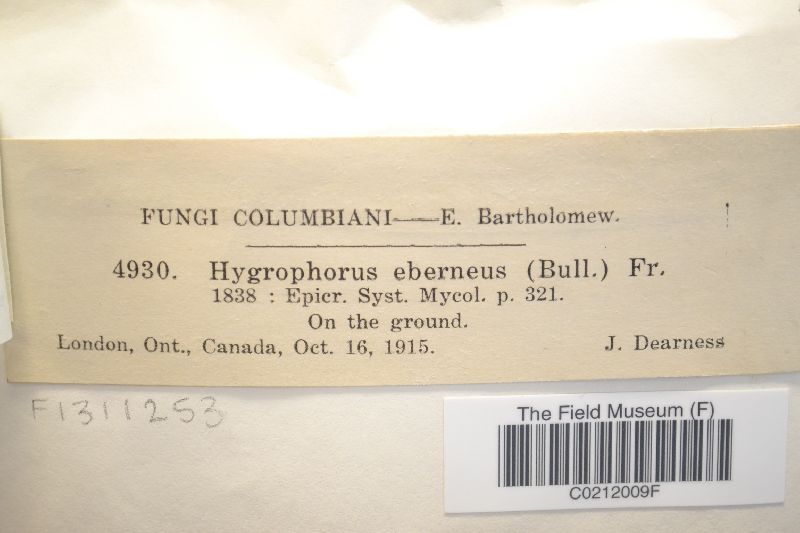 FUNGI COLUMBIANI—E. Bartholomew.
4930. Hygrophorus eberneus (Bull.) Fr.
1838 : Epicr. Syst. Mycol. p. 321.
On the ground.
London, Ont., Canada, Oct. 16, 1915. J. Dearness
F1311253
The Field Museum (F)
C0212009F